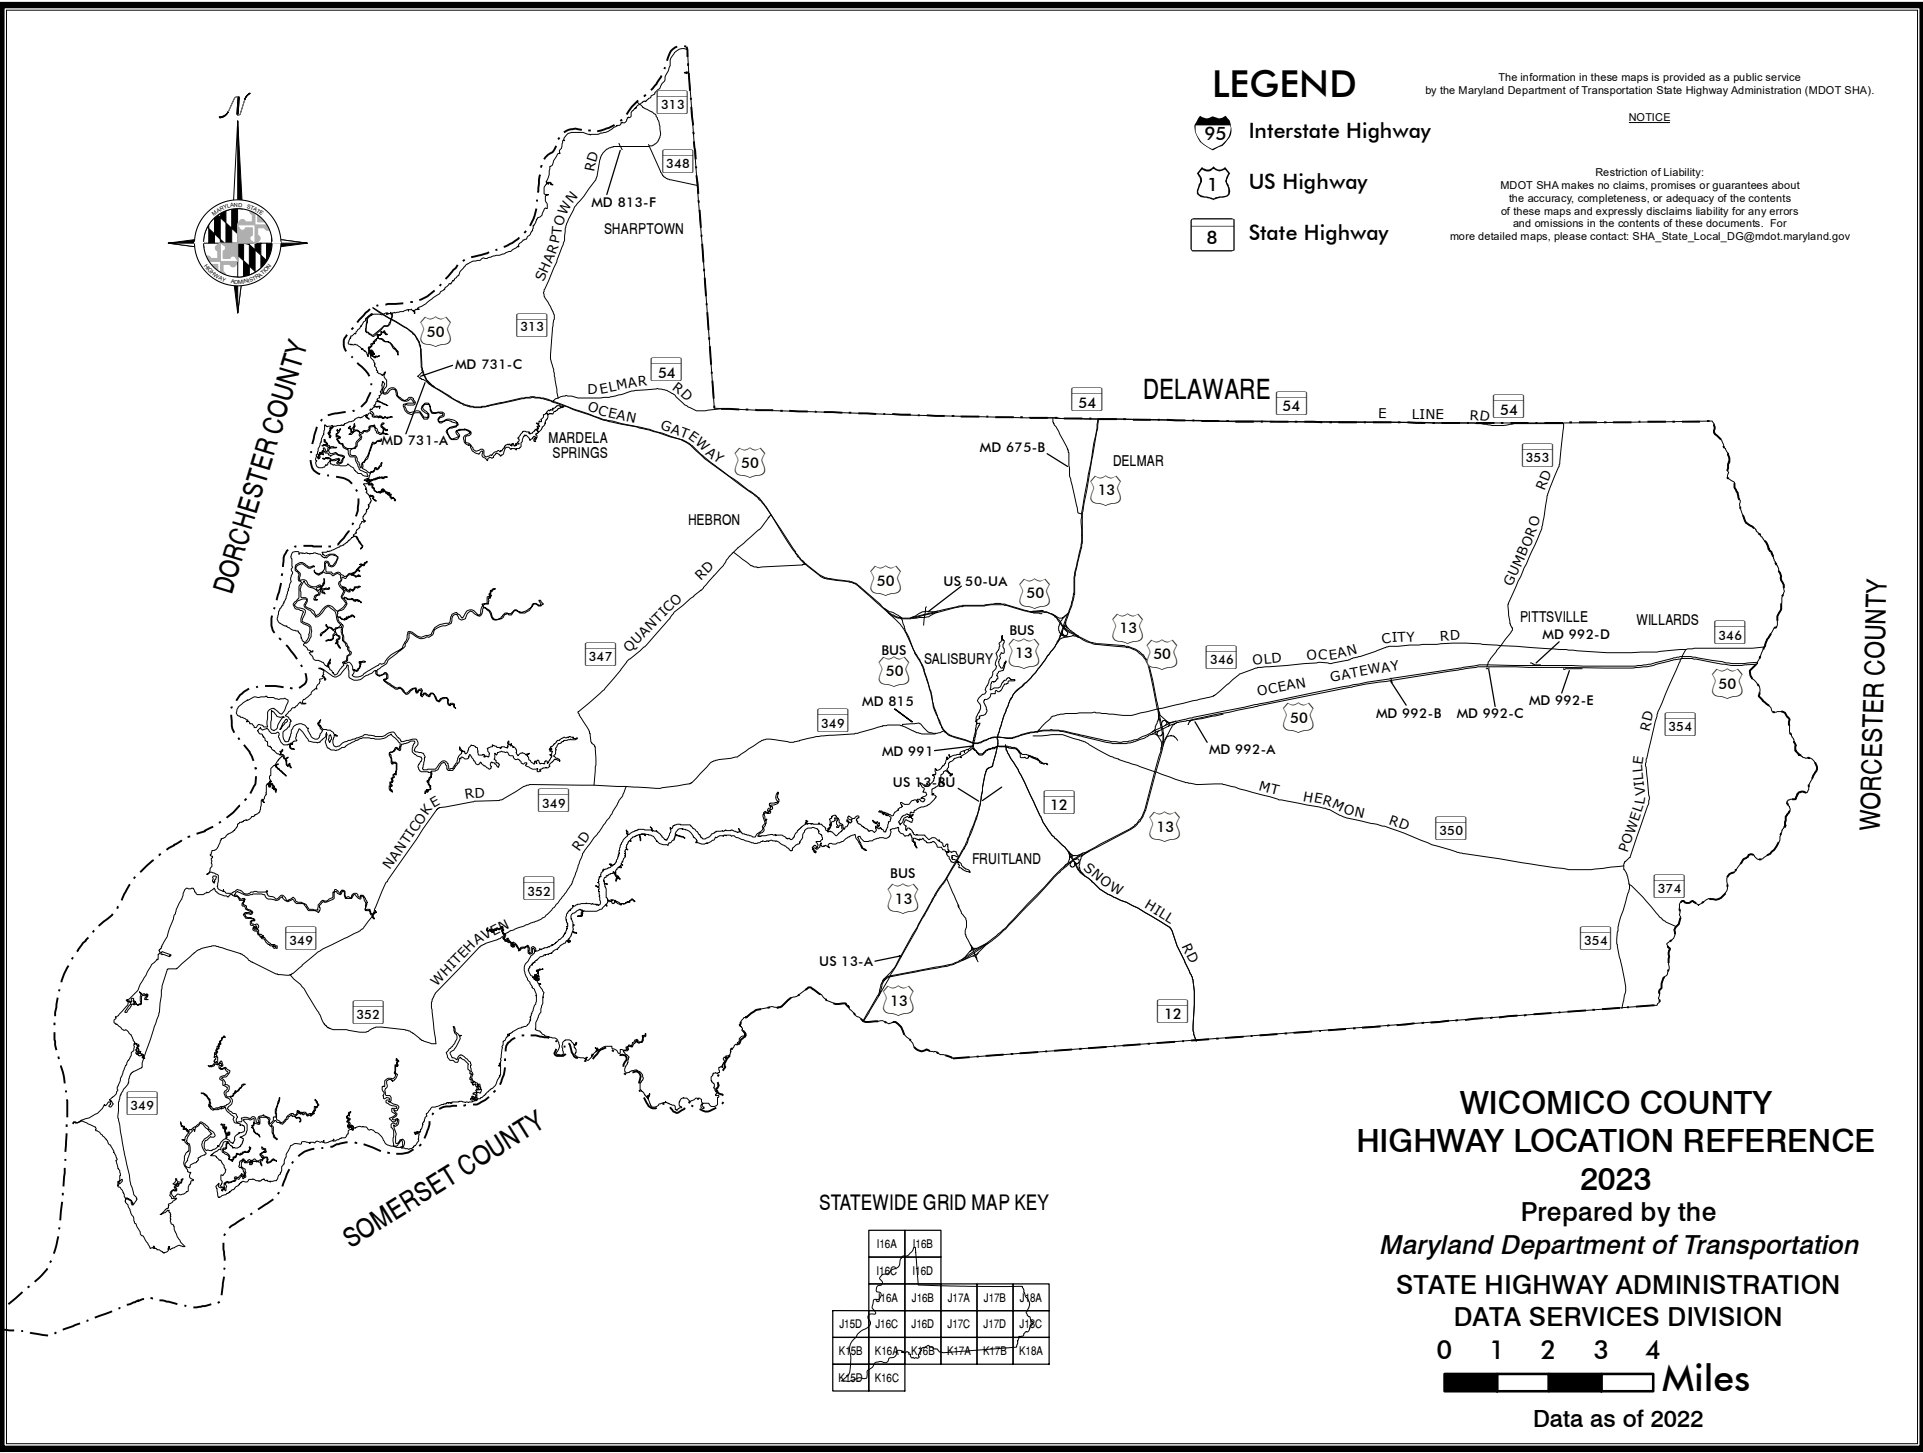 LEGEND
95 Interstate Highway
1 US Highway
8 State Highway
The information in these maps is provided as a public service
by the Maryland Department of Transportation State Highway Administration (MDOT SHA).
NOTICE
Restriction of Liability:
MDOT SHA makes no claims, promises or guarantees about
the accuracy, completeness, or adequacy of the contents
of these maps and expressly disclaims liability for any errors
and omissions in the contents of these documents. For
more detailed maps, please contact: SHA_State_Local_DG@mdot.maryland.gov
N
MARYLAND STATE
HIGHWAY ADMINISTRATION
313
348
SHARPTOWN RD
MD 813-F
SHARPTOWN
313
50
MD 731-C
54
DELMAR RD
OCEAN GATEWAY
MD 731-A
MARDELA
SPRINGS
50
DORCHESTER COUNTY
54
DELAWARE
54
E LINE RD
54
MD 675-B
DELMAR
13
353
GUMBORO RD
HEBRON
QUANTICO RD
347
50
US 50-UA
50
BUS
13
13
50
BUS
50
SALISBURY
346
OLD OCEAN CITY RD
OCEAN GATEWAY
PITTSVILLE
MD 992-D
WILLARDS
346
50
MD 992-E
MD 992-C
MD 992-B
50
MD 992-A
354
POWELLVILLE RD
WORCESTER COUNTY
MD 815
349
MD 991
US 13-BU
12
13
MT HERMON RD
350
NANTICOKE RD
349
RD
352
WHITEHAVEN
FRUITLAND
BUS
13
SNOW HILL RD
374
354
349
US 13-A
13
12
352
349
SOMERSET COUNTY
STATEWIDE GRID MAP KEY
I16A I16B
I16C I16D
J16A J16B J17A J17B J18A
J15D J16C J16D J17C J17D J18C
K15B K16A K16B K17A K17B K18A
K15D K16C
WICOMICO COUNTY
HIGHWAY LOCATION REFERENCE
2023
Prepared by the
Maryland Department of Transportation
STATE HIGHWAY ADMINISTRATION
DATA SERVICES DIVISION
0 1 2 3 4
Miles
Data as of 2022